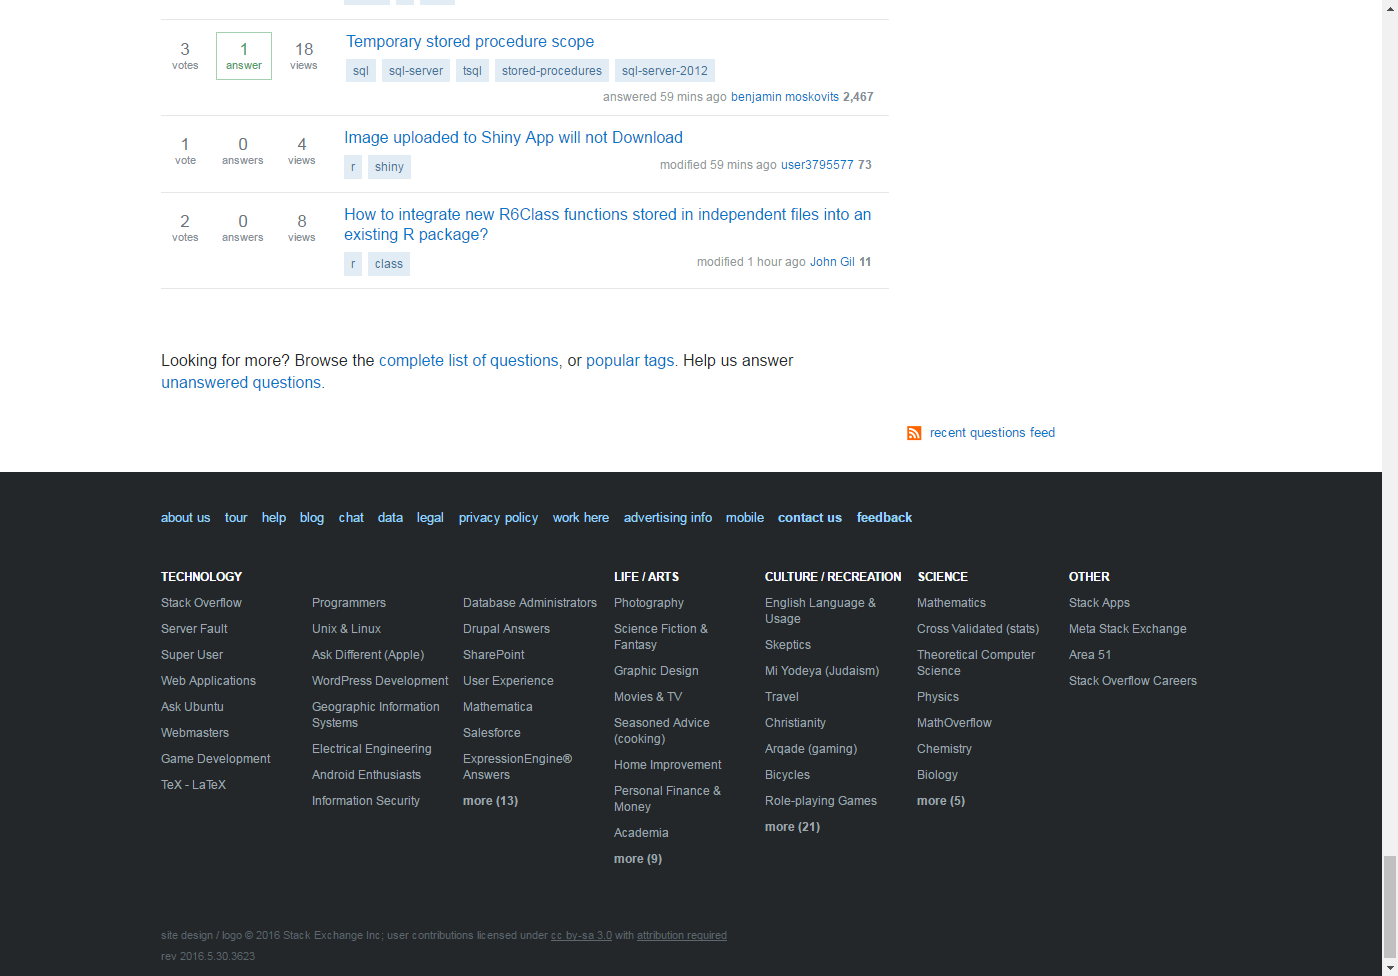 Temporary stored procedure scope
3 1 18
votes answer views
sql sql-server tsql stored-procedures sql-server-2012
answered 59 mins ago benjamin moskovits 2,467
Image uploaded to Shiny App will not Download
1 0 4
vote answers views
r shiny modified 59 mins ago user3795577 73
How to integrate new R6Class functions stored in independent files into an
2 0 8
votes answers views
existing R package?
r class modified 1 hour ago John Gil 11
Looking for more? Browse the complete list of questions, or popular tags. Help us answer
unanswered questions.
recent questions feed
about us tour help blog chat data legal privacy policy work here advertising info mobile contact us feedback
TECHNOLOGY
Stack Overflow
Server Fault
Super User
Web Applications
Ask Ubuntu
Webmasters
Game Development
TeX - LaTeX
Programmers
Unix & Linux
Ask Different (Apple)
WordPress Development
Geographic Information
Systems
Electrical Engineering
Android Enthusiasts
Information Security
Database Administrators
Drupal Answers
SharePoint
User Experience
Mathematica
Salesforce
ExpressionEngine®
Answers
more (13)
LIFE / ARTS
Photography
Science Fiction &
Fantasy
Graphic Design
Movies & TV
Seasoned Advice
(cooking)
Home Improvement
Personal Finance &
Money
Academia
more (9)
CULTURE / RECREATION
English Language &
Usage
Skeptics
Mi Yodeya (Judaism)
Travel
Christianity
Arqade (gaming)
Bicycles
Role-playing Games
more (21)
SCIENCE
Mathematics
Cross Validated (stats)
Theoretical Computer
Science
Physics
MathOverflow
Chemistry
Biology
more (5)
OTHER
Stack Apps
Meta Stack Exchange
Area 51
Stack Overflow Careers
site design / logo © 2016 Stack Exchange Inc; user contributions licensed under cc by-sa 3.0 with attribution required
rev 2016.5.30.3623